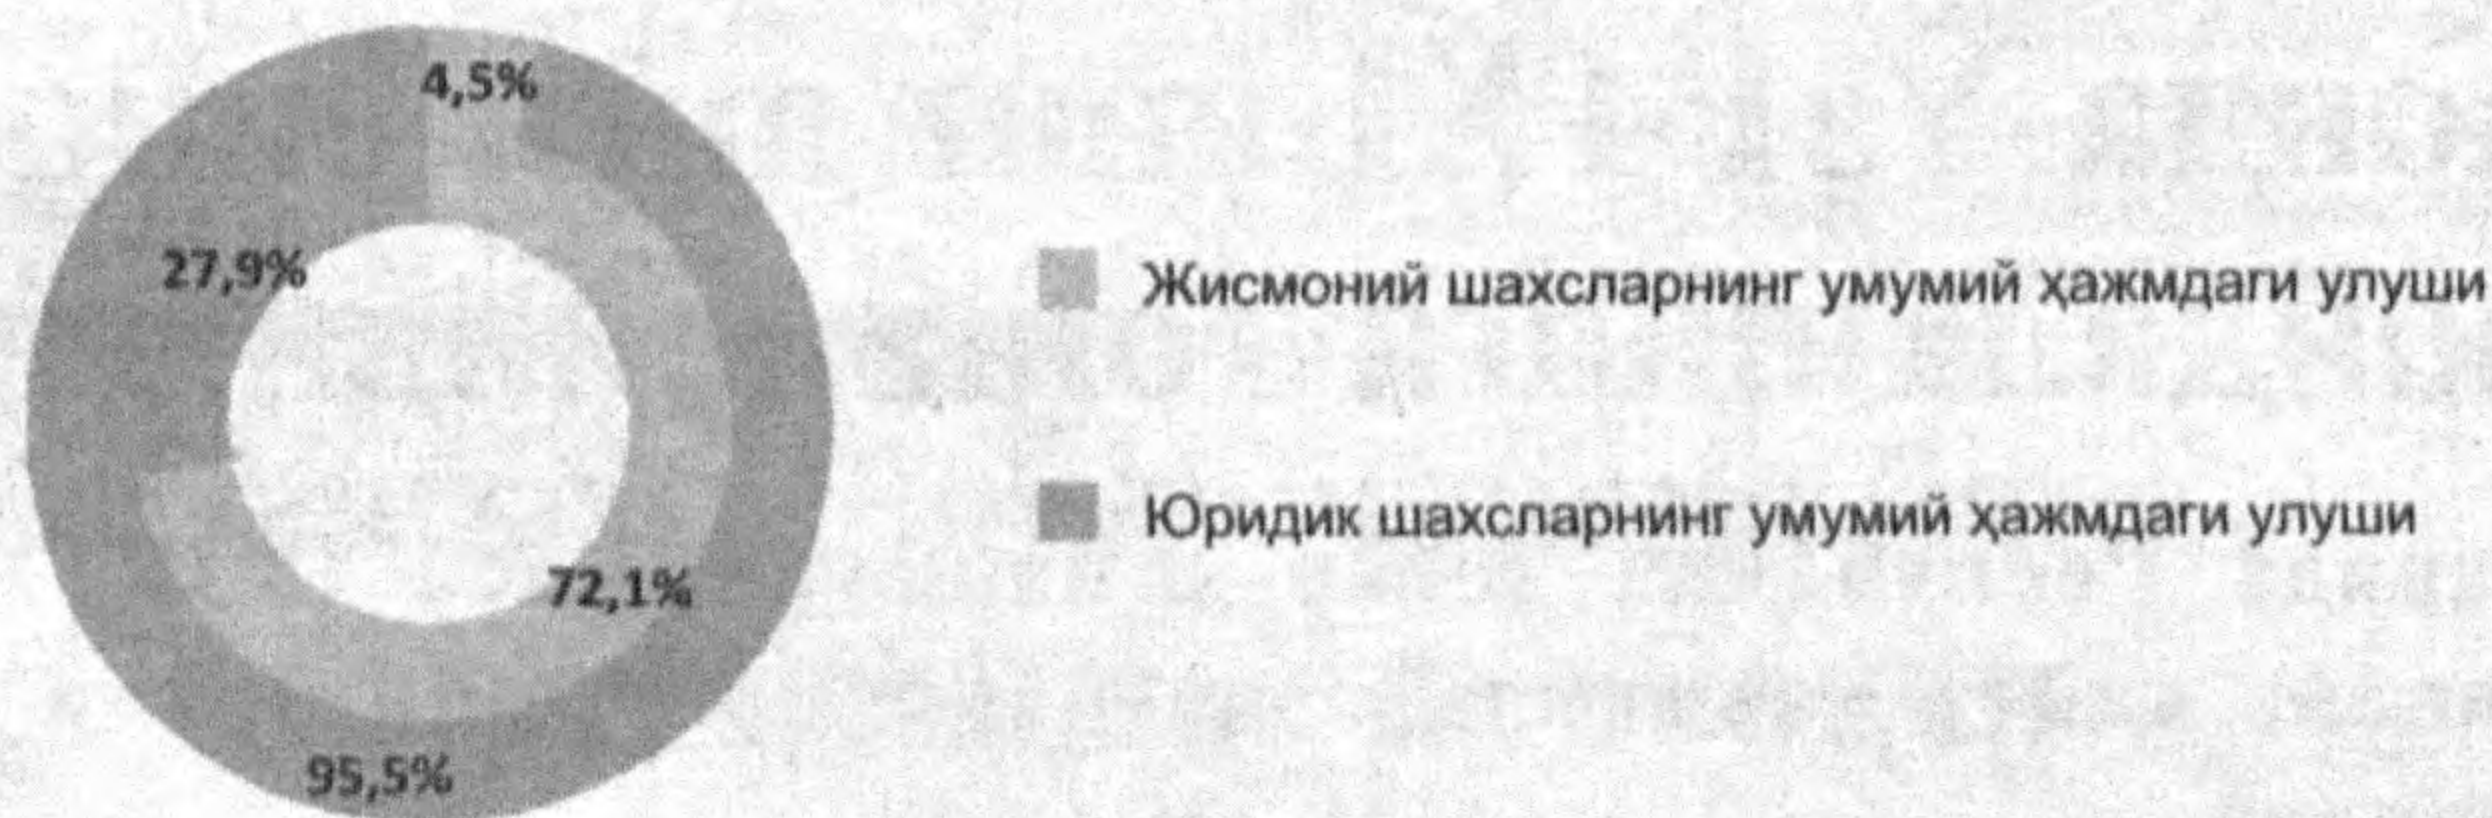 4,5%
27,9%
72,1%
95,5%
Жисмоний шахсларнинг умумий ҳажмдаги улуши
Юридик шахсларнинг умумий ҳажмдаги улуши